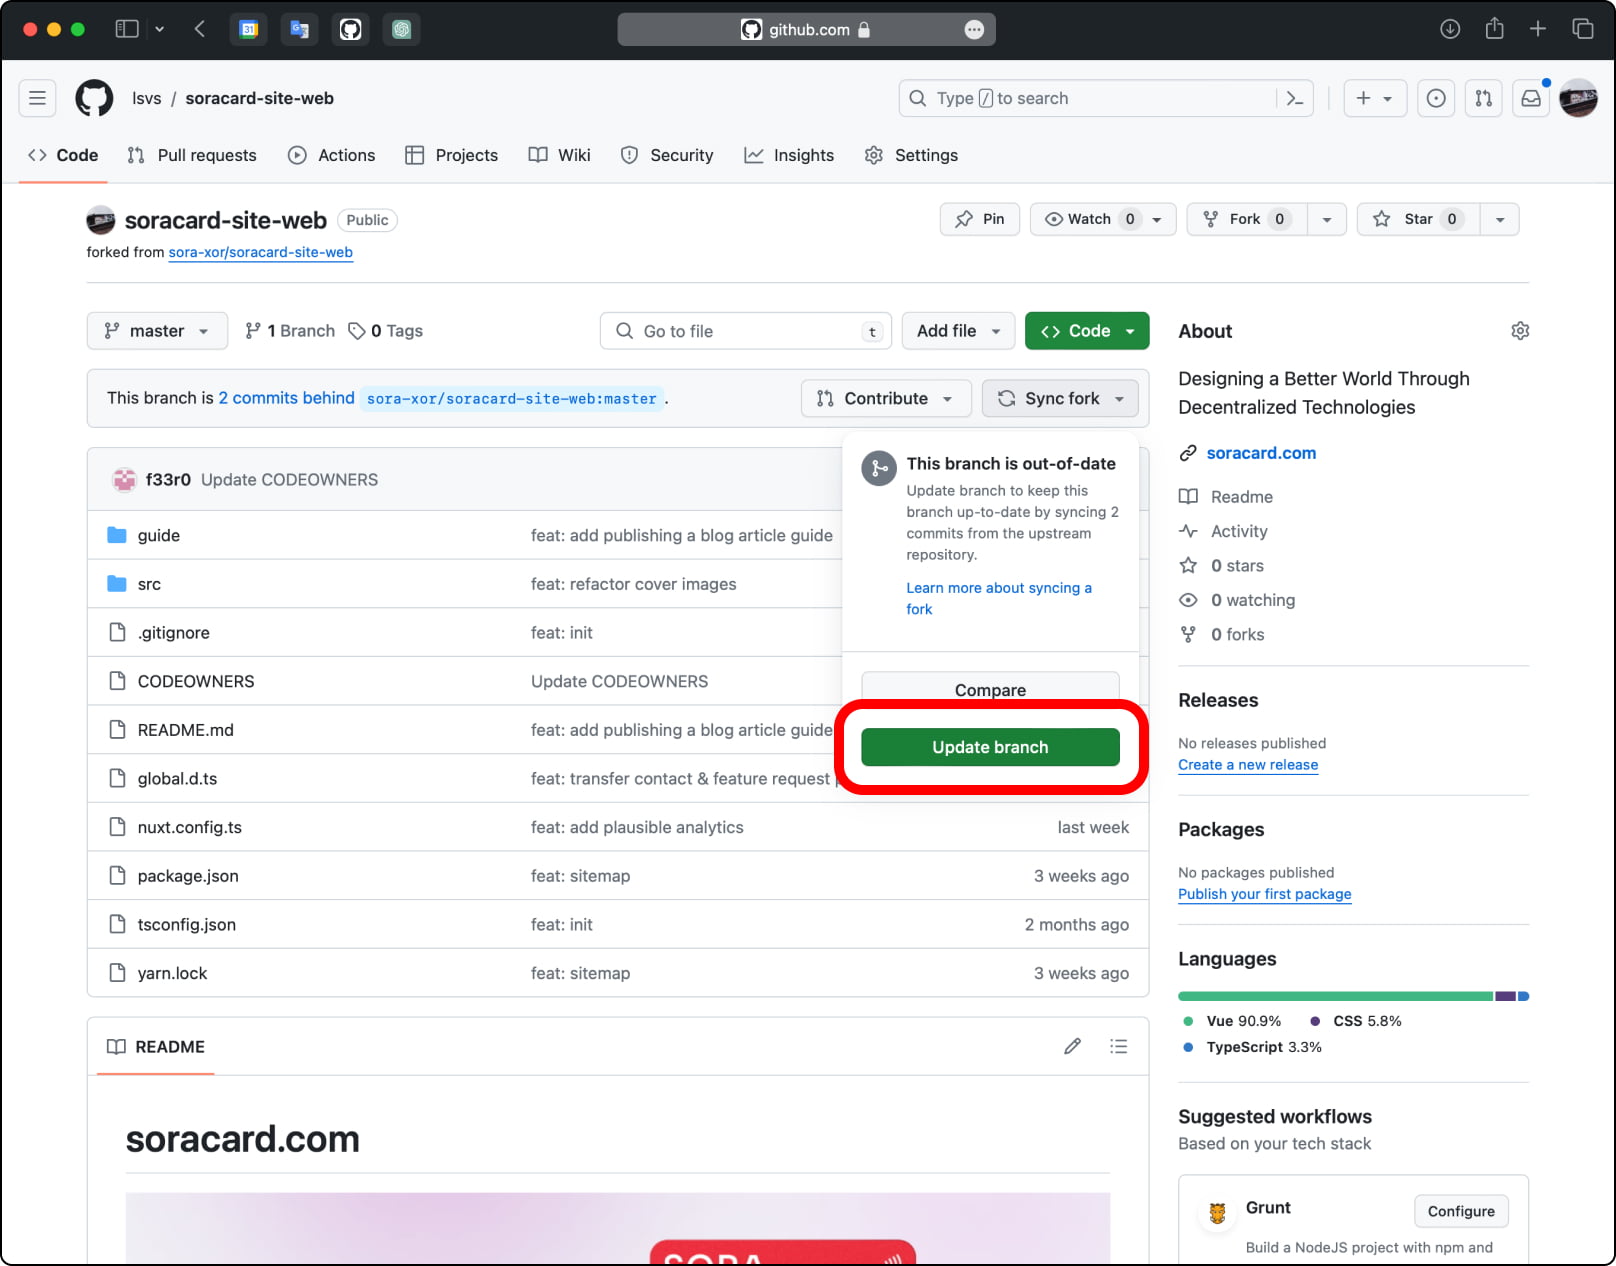 31
github.com
lsvs / soracard-site-web
Type / to search
Code
Pull requests
Actions
Projects
Wiki
Security
Insights
Settings
soracard-site-web
Public
forked from sora-xor/soracard-site-web
Pin
Watch 0
Fork 0
Star 0
master
1 Branch
0 Tags
Go to file
t
Add file
Code
This branch is 2 commits behind sora-xor/soracard-site-web:master .
Contribute
Sync fork
This branch is out-of-date
Update branch to keep this
branch up-to-date by syncing 2
commits from the upstream
repository.
Learn more about syncing a
fork
Compare
Update branch
f33r0 Update CODEOWNERS
guide feat: add publishing a blog article guide
src feat: refactor cover images
.gitignore feat: init
CODEOWNERS Update CODEOWNERS
README.md feat: add publishing a blog article guide
global.d.ts feat: transfer contact & feature request
nuxt.config.ts feat: add plausible analytics last week
package.json feat: sitemap 3 weeks ago
tsconfig.json feat: init 2 months ago
yarn.lock feat: sitemap 3 weeks ago
README
soracard.com
SORA
About
Designing a Better World Through
Decentralized Technologies
soracard.com
Readme
Activity
0 stars
0 watching
0 forks
Releases
No releases published
Create a new release
Packages
No packages published
Publish your first package
Languages
Vue 90.9% CSS 5.8%
TypeScript 3.3%
Suggested workflows
Based on your tech stack
Grunt
Configure
Build a NodeJS project with npm and